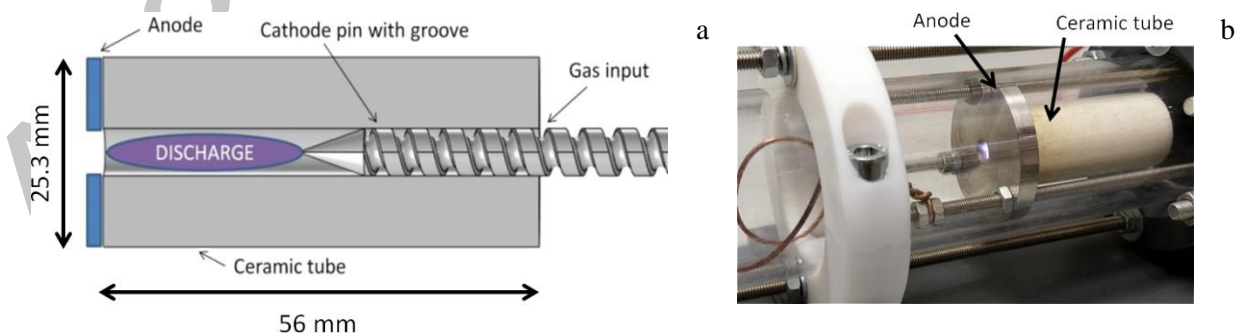 Anode
Cathode pin with groove
Gas input
DISCHARGE
25.3 mm
Ceramic tube
56 mm
a
Anode
Ceramic tube
b